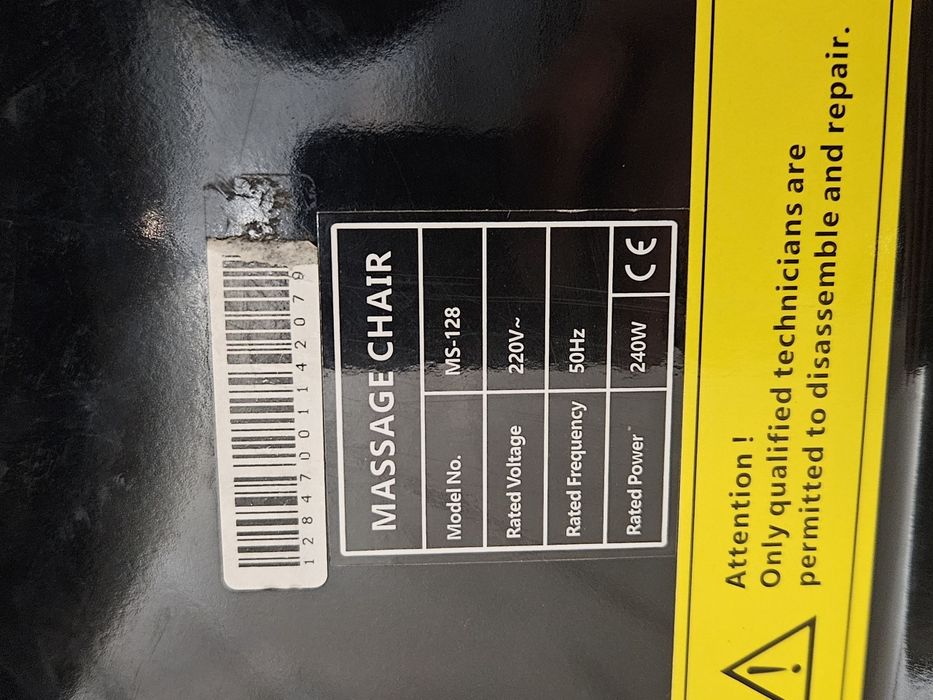 12847001142079
MASSAGE CHAIR
Model No. MS-128
Rated Voltage 220V~
Rated Frequency 50Hz
Rated Power 240W CE
Attention !
Only qualified technicians are
permitted to disassemble and repair.